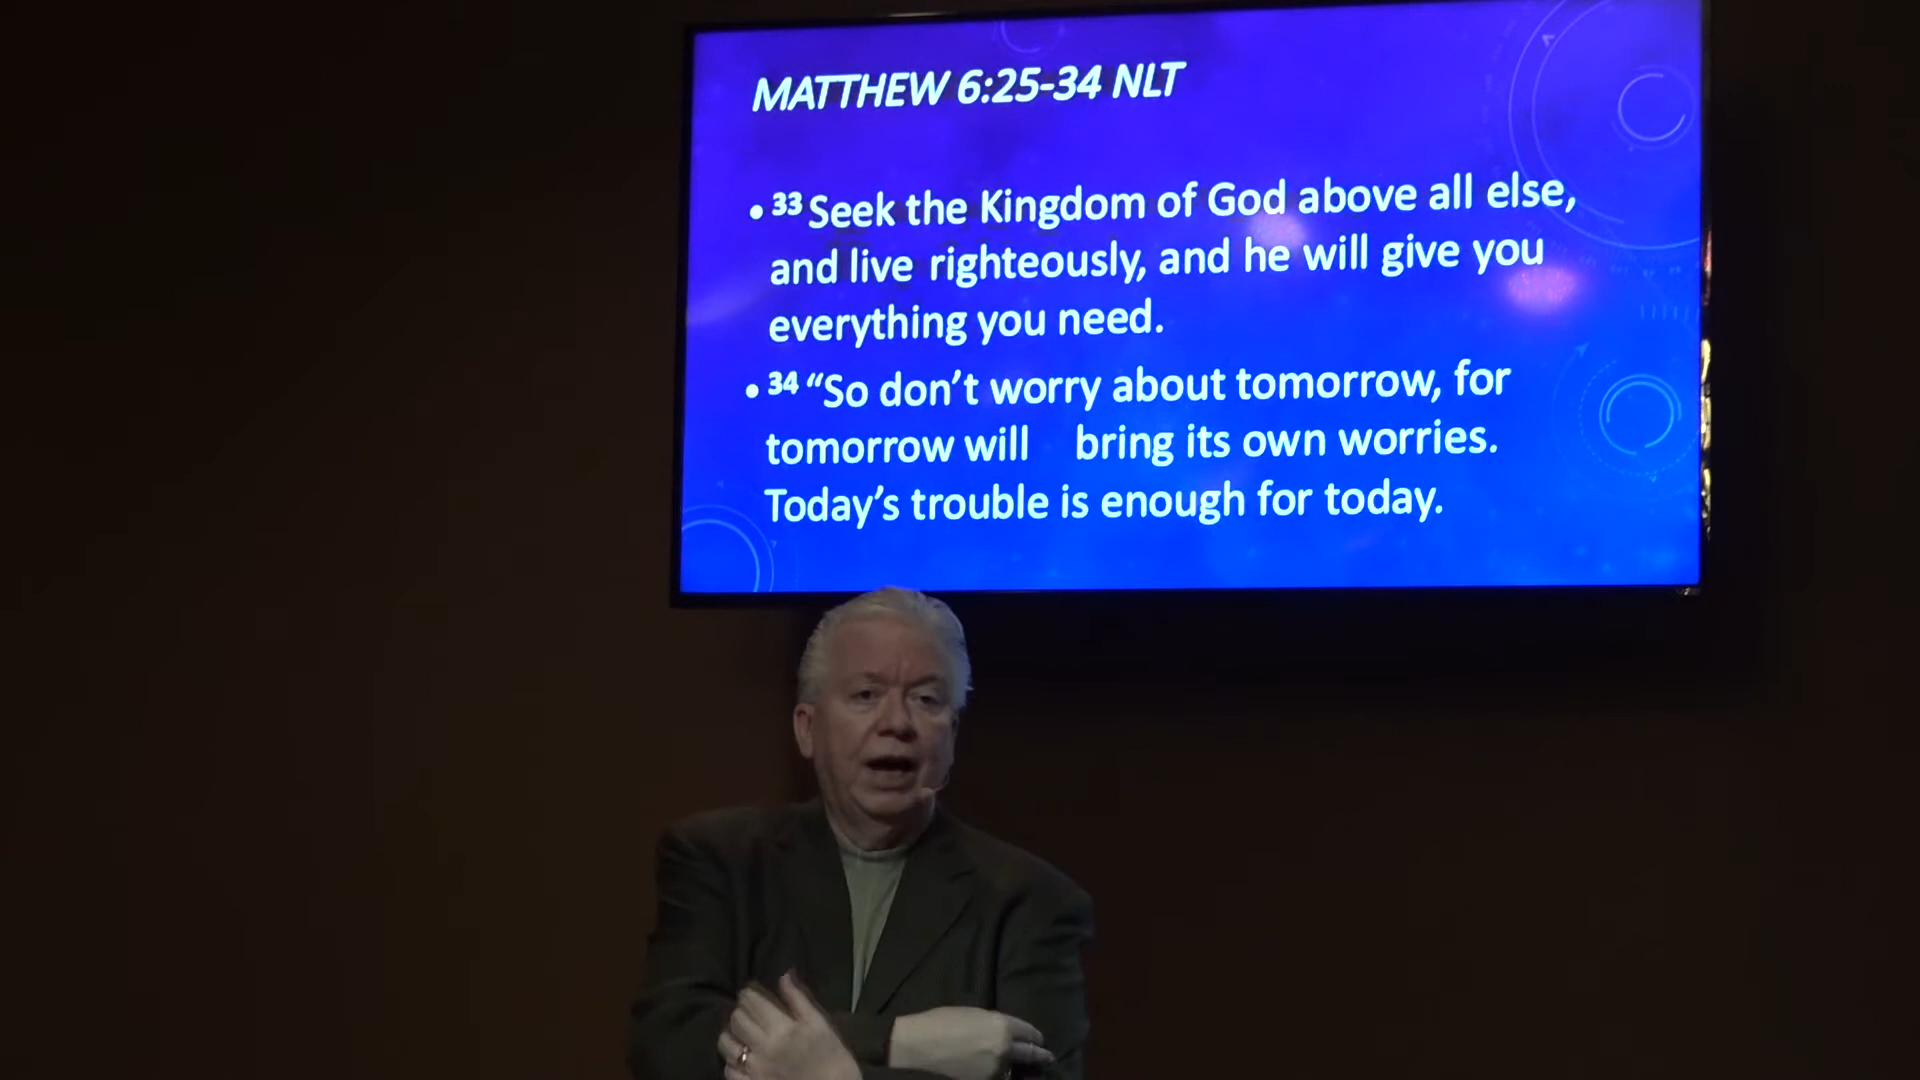 MATTHEW 6:25-34 NLT
• 33 Seek the Kingdom of God above all else,
and live righteously, and he will give you
everything you need.
• 34 “So don’t worry about tomorrow, for
tomorrow will bring its own worries.
Today’s trouble is enough for today.